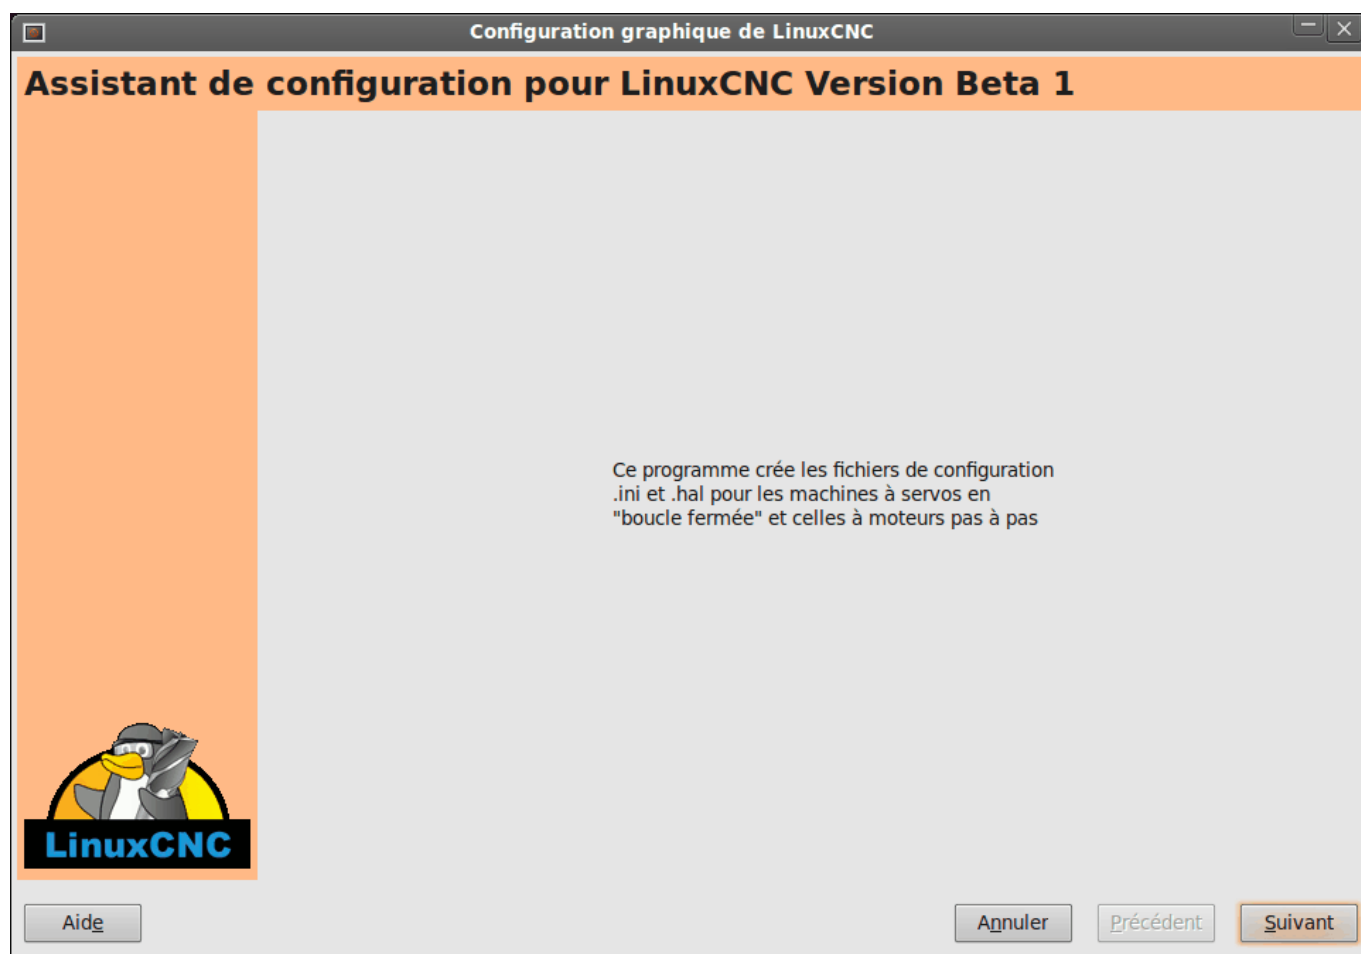 Configuration graphique de LinuxCNC
Assistant de configuration pour LinuxCNC Version Beta 1
Ce programme crée les fichiers de configuration
.ini et .hal pour les machines à servos en
"boucle fermée" et celles à moteurs pas à pas
LinuxCNC
Aide
Annuler
Précédent
Suivant